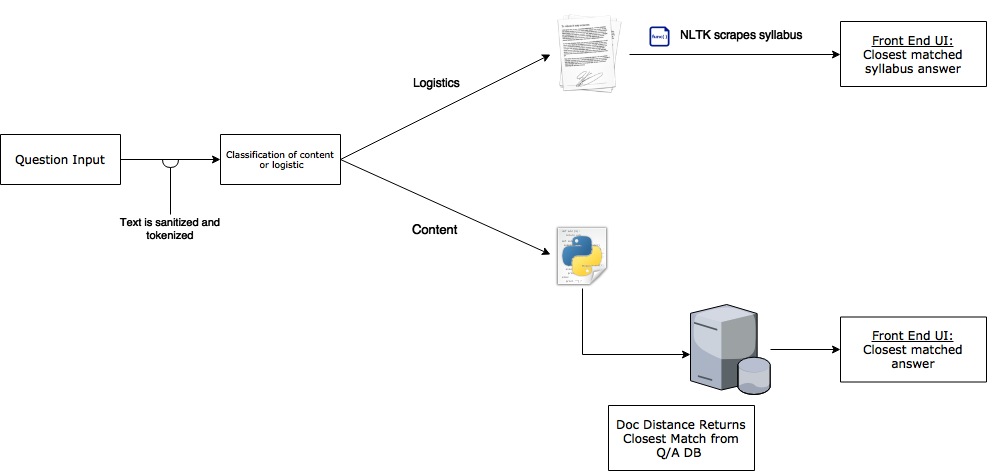 NLTK scrapes syllabus
func( )
Front End UI:
Closest matched
syllabus answer
Logistics
Question Input
Classification of content
or logistic
Text is sanitized and
tokenized
Content
Front End UI:
Closest matched
answer
Doc Distance Returns
Closest Match from
Q/A DB